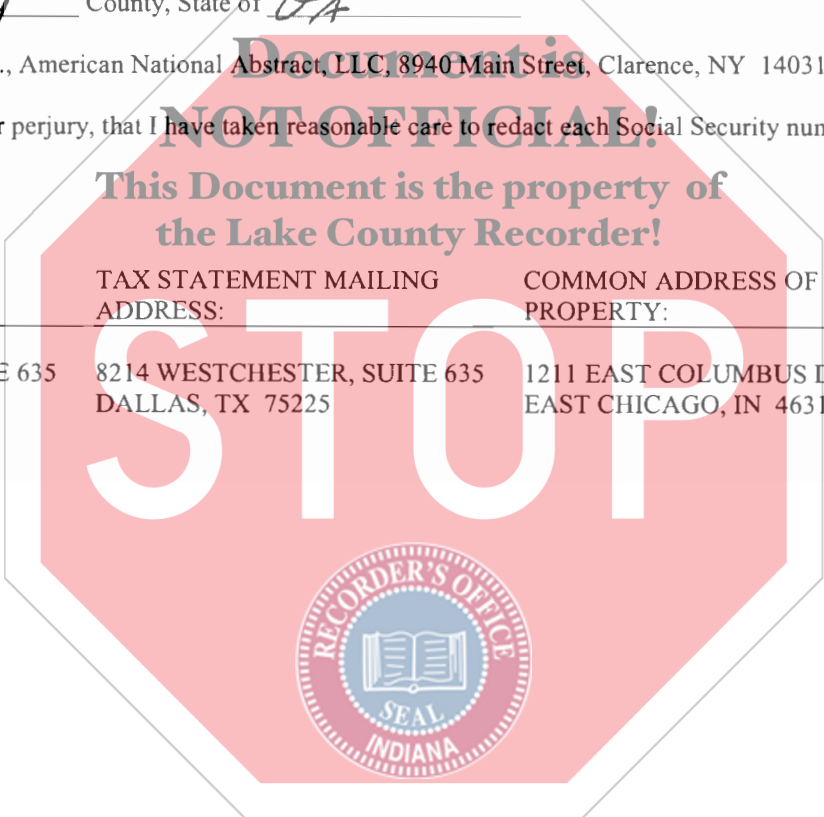 County, State of GA
., American National Abstract, LLC, 8940 Main Street, Clarence, NY 14031
Document is
r perjury, that I have taken reasonable care to redact each Social Security num
NOT OFFICIAL!
This Document is the property of
the Lake County Recorder!
TAX STATEMENT MAILING ADDRESS:
COMMON ADDRESS OF PROPERTY:
E 635
8214 WESTCHESTER, SUITE 635
DALLAS, TX 75225
1211 EAST COLUMBUS D
EAST CHICAGO, IN 4631
STOP
RECORDER'S OFFICE
SEAL
INDIANA